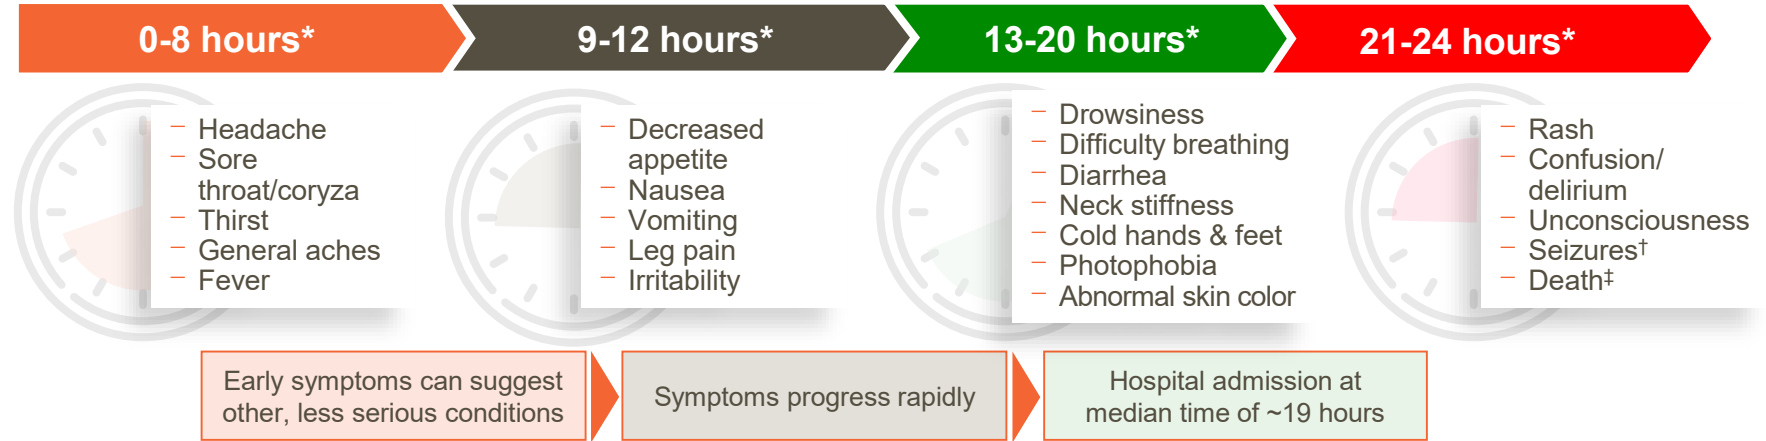 0-8 hours*
9-12 hours*
13-20 hours*
21-24 hours*
– Headache
– Sore
throat/coryza
– Thirst
– General aches
– Fever
– Decreased
appetite
– Nausea
– Vomiting
– Leg pain
– Irritability
– Drowsiness
– Difficulty breathing
– Diarrhea
– Neck stiffness
– Cold hands & feet
– Photophobia
– Abnormal skin color
– Rash
– Confusion/
delirium
– Unconsciousness
– Seizures†
– Death‡
Early symptoms can suggest
other, less serious conditions
Symptoms progress rapidly
Hospital admission at
median time of ~19 hours